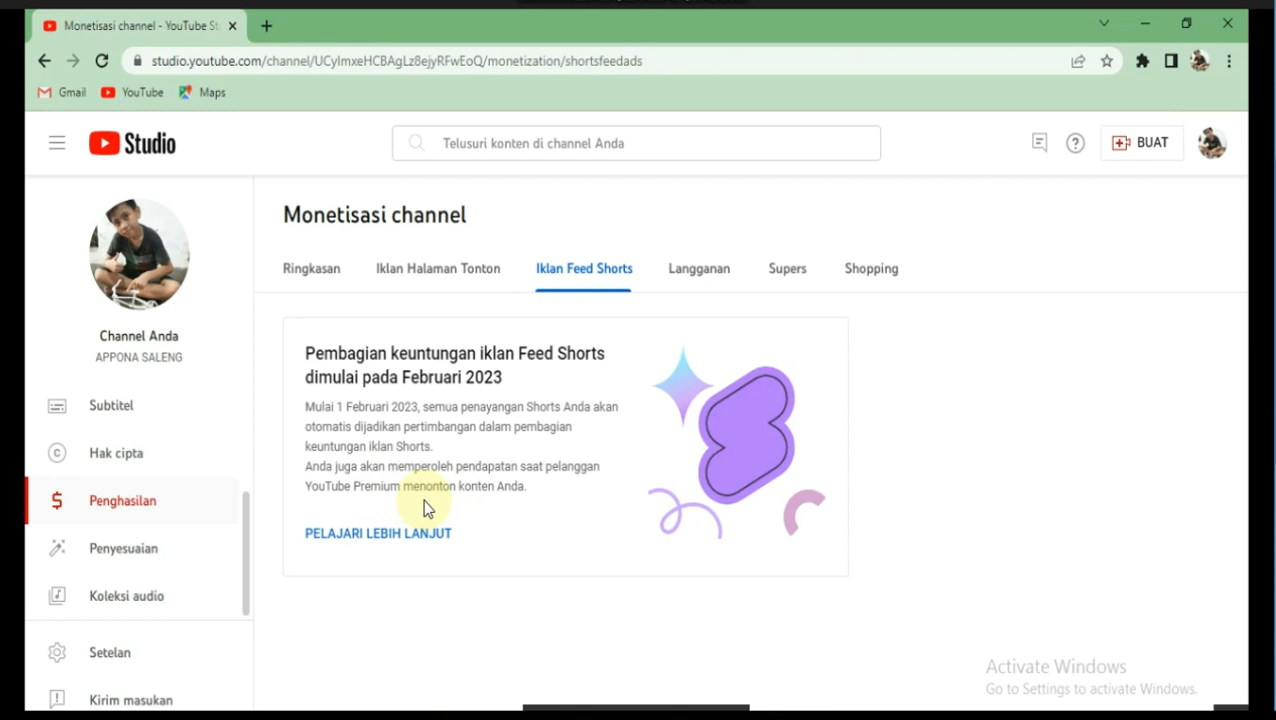 Monetisasi channel - YouTube St
studio.youtube.com/channel/UCyImxeHCBAgLz8ejyRFwEoQ/monetization/shortsfeedads
Gmail YouTube Maps
Studio
Telusuri konten di channel Anda
BUAT
Monetisasi channel
Ringkasan Iklan Halaman Tonton Iklan Feed Shorts Langganan Supers Shopping
Channel Anda
APPONA SALENG
Subtitel
Hak cipta
Penghasilan
Penyesuaian
Koleksi audio
Setelan
Kirim masukan
Pembagian keuntungan iklan Feed Shorts
dimulai pada Februari 2023
Mulai 1 Februari 2023, semua penayangan Shorts Anda akan
otomatis dijadikan pertimbangan dalam pembagian
keuntungan iklan Shorts.
Anda juga akan memperoleh pendapatan saat pelanggan
YouTube Premium menonton konten Anda.
PELAJARI LEBIH LANJUT
Activate Windows
Go to Settings to activate Windows.